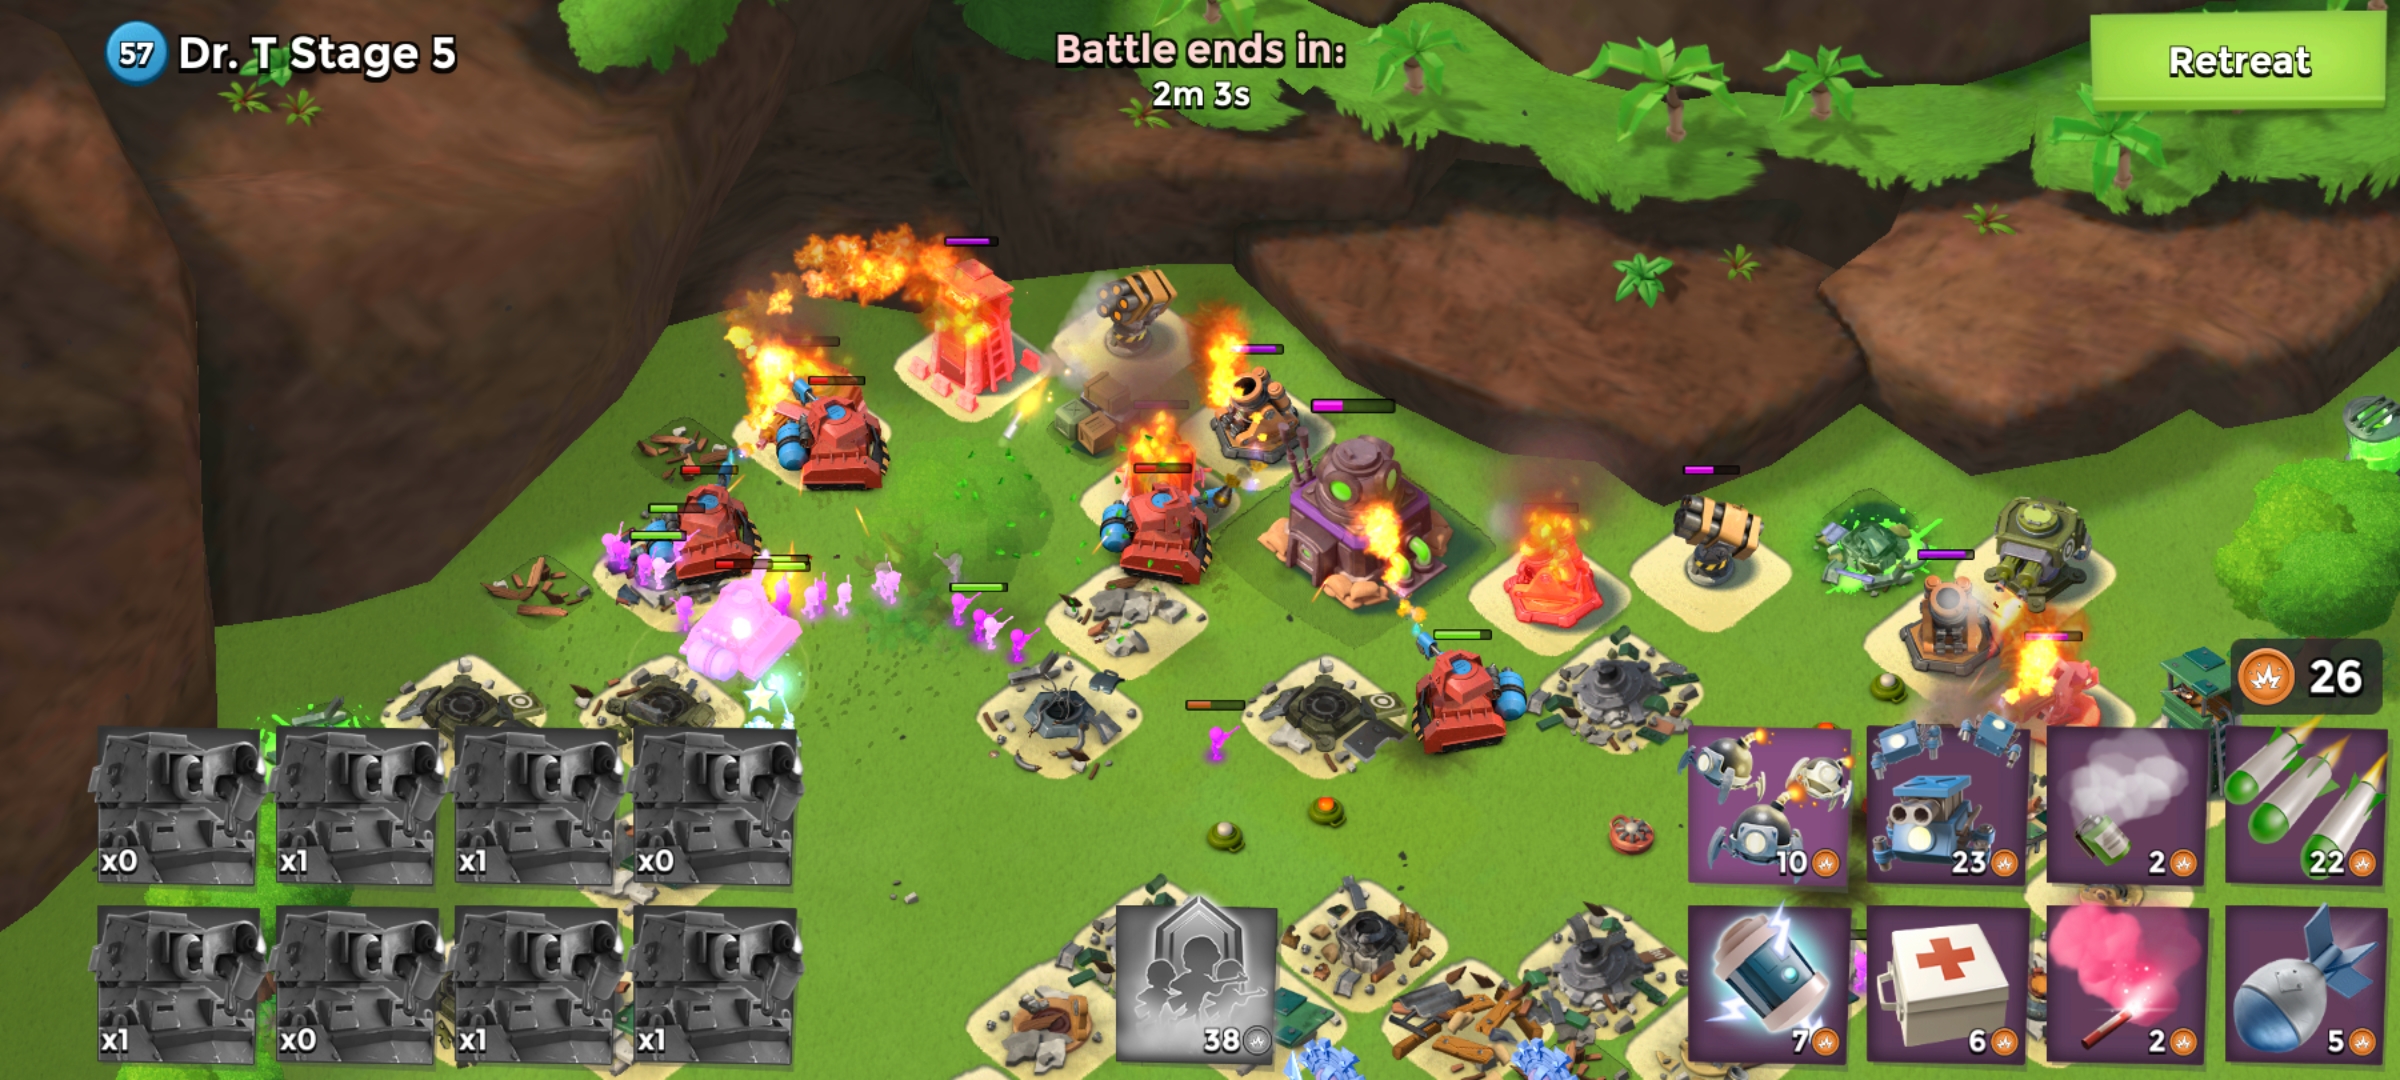 57 Dr. T Stage 5
Battle ends in:
2m 3s
Retreat
26
x0 x1 x1 x0
10 23 2 22
x1 x0 x1 x1
38
7 6 2 5